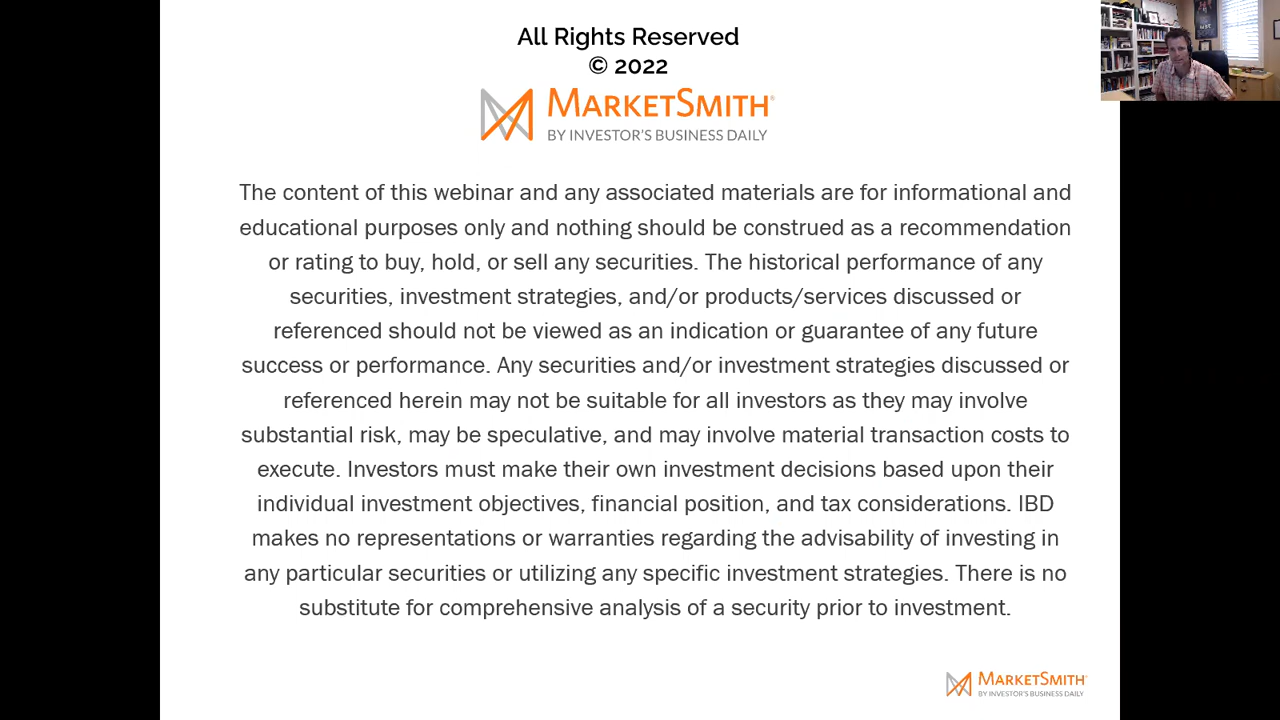 All Rights Reserved
© 2022
MARKETSMITH®
BY INVESTOR'S BUSINESS DAILY
The content of this webinar and any associated materials are for informational and
educational purposes only and nothing should be construed as a recommendation
or rating to buy, hold, or sell any securities. The historical performance of any
securities, investment strategies, and/or products/services discussed or
referenced should not be viewed as an indication or guarantee of any future
success or performance. Any securities and/or investment strategies discussed or
referenced herein may not be suitable for all investors as they may involve
substantial risk, may be speculative, and may involve material transaction costs to
execute. Investors must make their own investment decisions based upon their
individual investment objectives, financial position, and tax considerations. IBD
makes no representations or warranties regarding the advisability of investing in
any particular securities or utilizing any specific investment strategies. There is no
substitute for comprehensive analysis of a security prior to investment.
MARKETSMITH®
BY INVESTOR'S BUSINESS DAILY